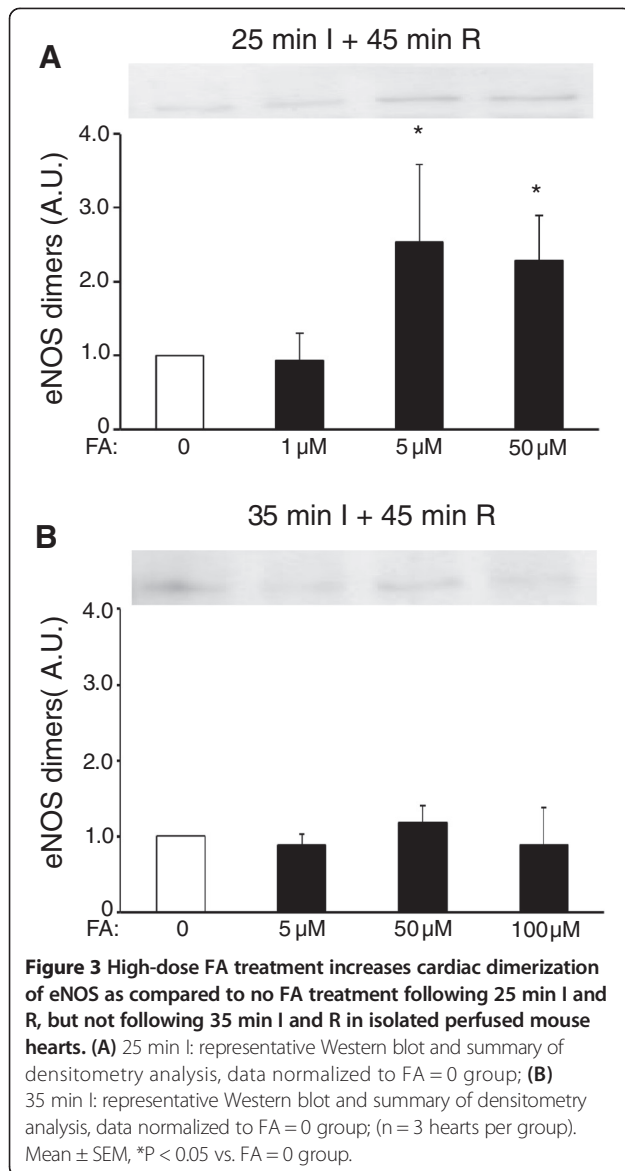 A
25 min I + 45 min R
4.0
3.0
2.0
1.0
0
eNOS dimers (A.U.)
*
*
FA: 0 1 µM 5 µM 50 µM
B
35 min I + 45 min R
4.0
3.0
2.0
1.0
0
eNOS dimers( A.U.)
FA: 0 5 µM 50 µM 100 µM
Figure 3 High-dose FA treatment increases cardiac dimerization
of eNOS as compared to no FA treatment following 25 min I and
R, but not following 35 min I and R in isolated perfused mouse
hearts. (A) 25 min I: representative Western blot and summary of
densitometry analysis, data normalized to FA = 0 group; (B)
35 min I: representative Western blot and summary of densitometry
analysis, data normalized to FA = 0 group; (n = 3 hearts per group).
Mean ± SEM, *P < 0.05 vs. FA = 0 group.